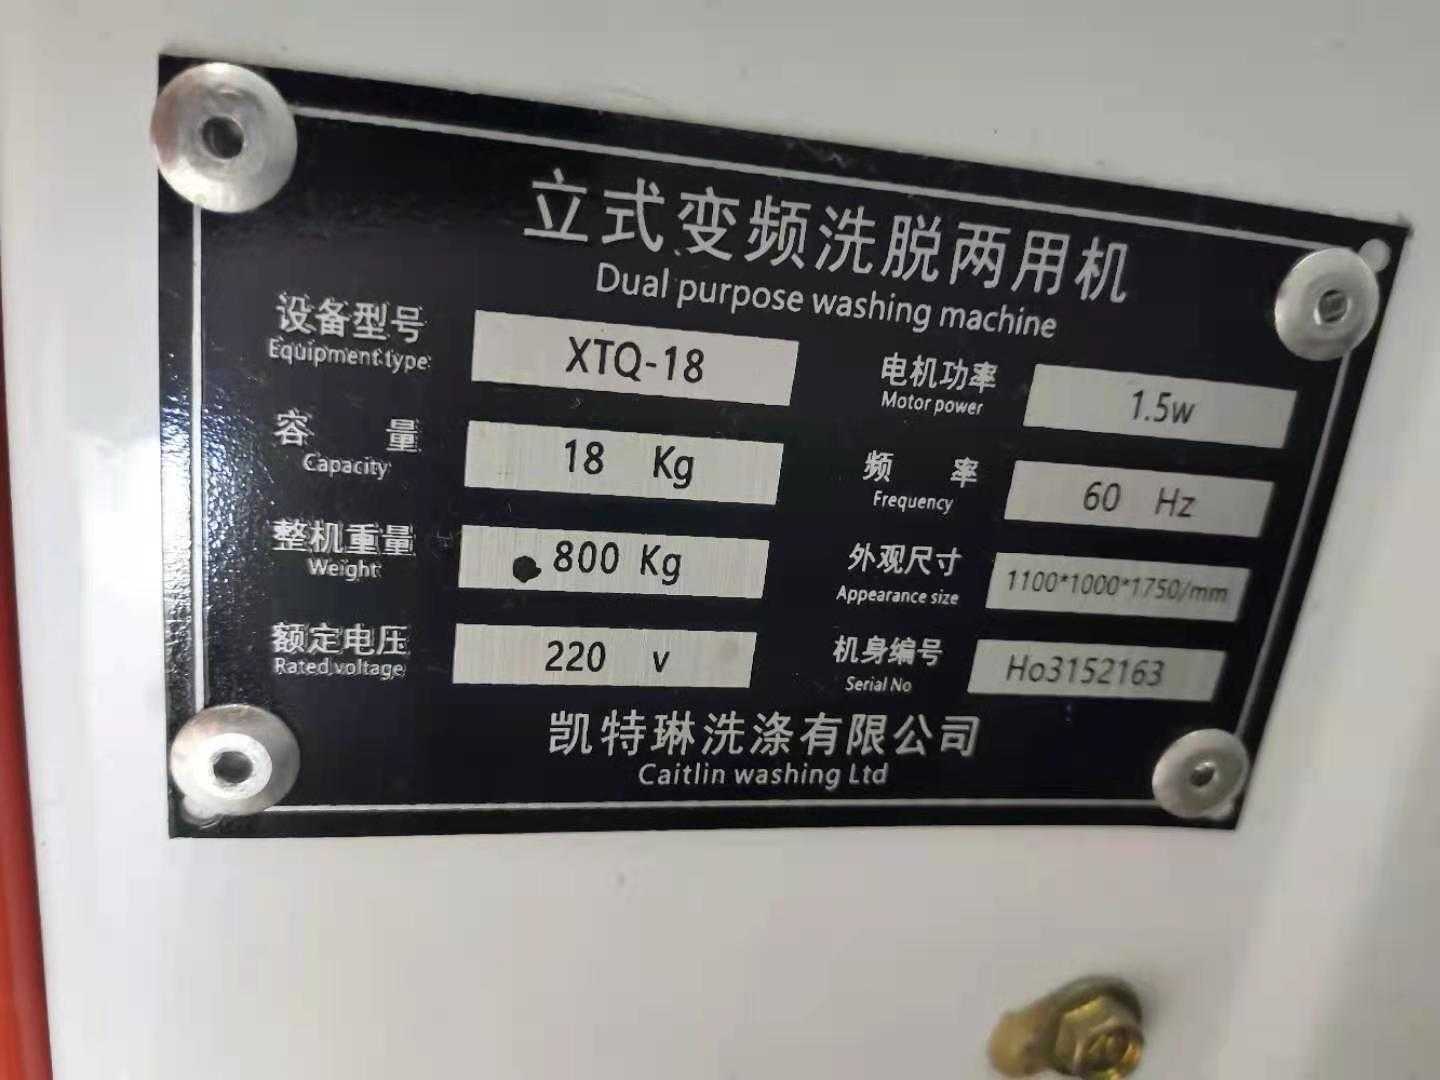 立式变频洗脱两用机
Dual purpose washing machine
设备型号 XTQ-18
Equipment type
电机功率 1.5w
Motor power
容 量 18 Kg
Capacity
频 率 60 Hz
Frequency
整机重量 800 Kg
Weight
外观尺寸 1100*1000*1750/mm
Appearance size
额定电压 220 v
Rated voltage
机身编号 Ho3152163
Serial No
凯特琳洗涤有限公司
Caitlin washing Ltd